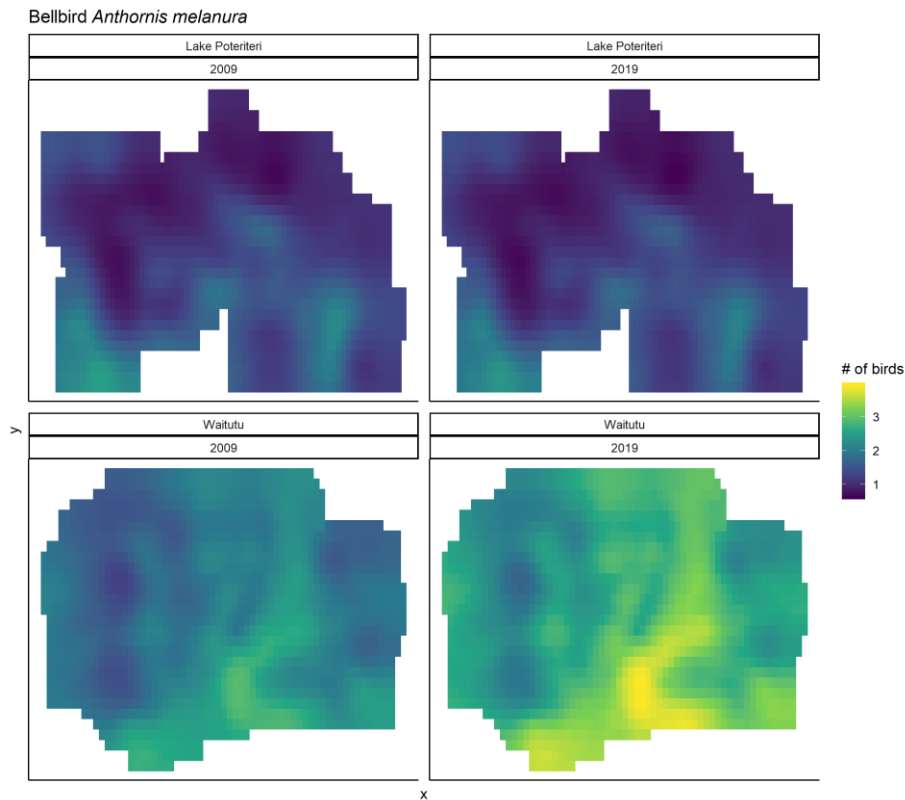 Bellbird Anthornis melanura
Lake Poteriteri
Lake Poteriteri
2009
2019
y
Waitutu
Waitutu
2009
2019
x
# of birds
3
2
1